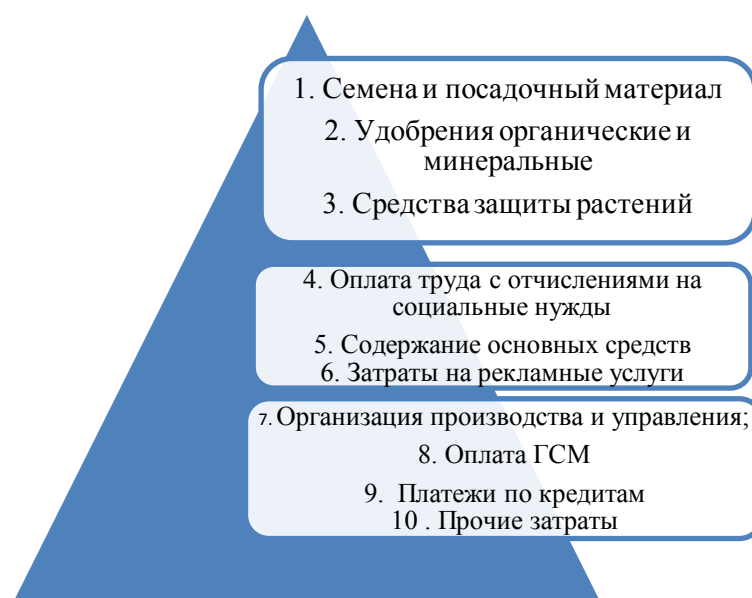 1. Семена и посадочный материал
2. Удобрения органические и
минеральные
3. Средства защиты растений
4. Оплата труда с отчислениями на
социальные нужды
5. Содержание основных средств
6. Затраты на рекламные услуги
7. Организация производства и управления;
8. Оплата ГСМ
9. Платежи по кредитам
10 . Прочие затраты